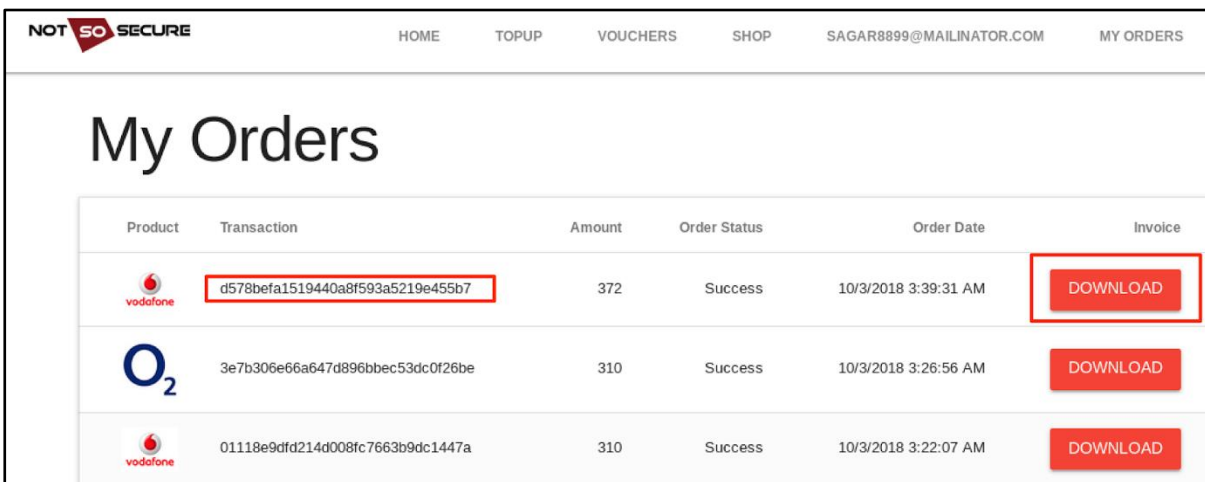 NOT SO SECURE HOME TOPUP VOUCHERS SHOP SAGAR8899@MAILINATOR.COM MY ORDERS
My Orders
Product Transaction Amount Order Status Order Date Invoice
vodafone d578befa1519440a8f593a5219e455b7 372 Success 10/3/2018 3:39:31 AM DOWNLOAD
O2 3e7b306e66a647d896bbec53dc0f26be 310 Success 10/3/2018 3:26:56 AM DOWNLOAD
vodafone 01118e9dfd214d008fc7663b9dc1447a 310 Success 10/3/2018 3:22:07 AM DOWNLOAD